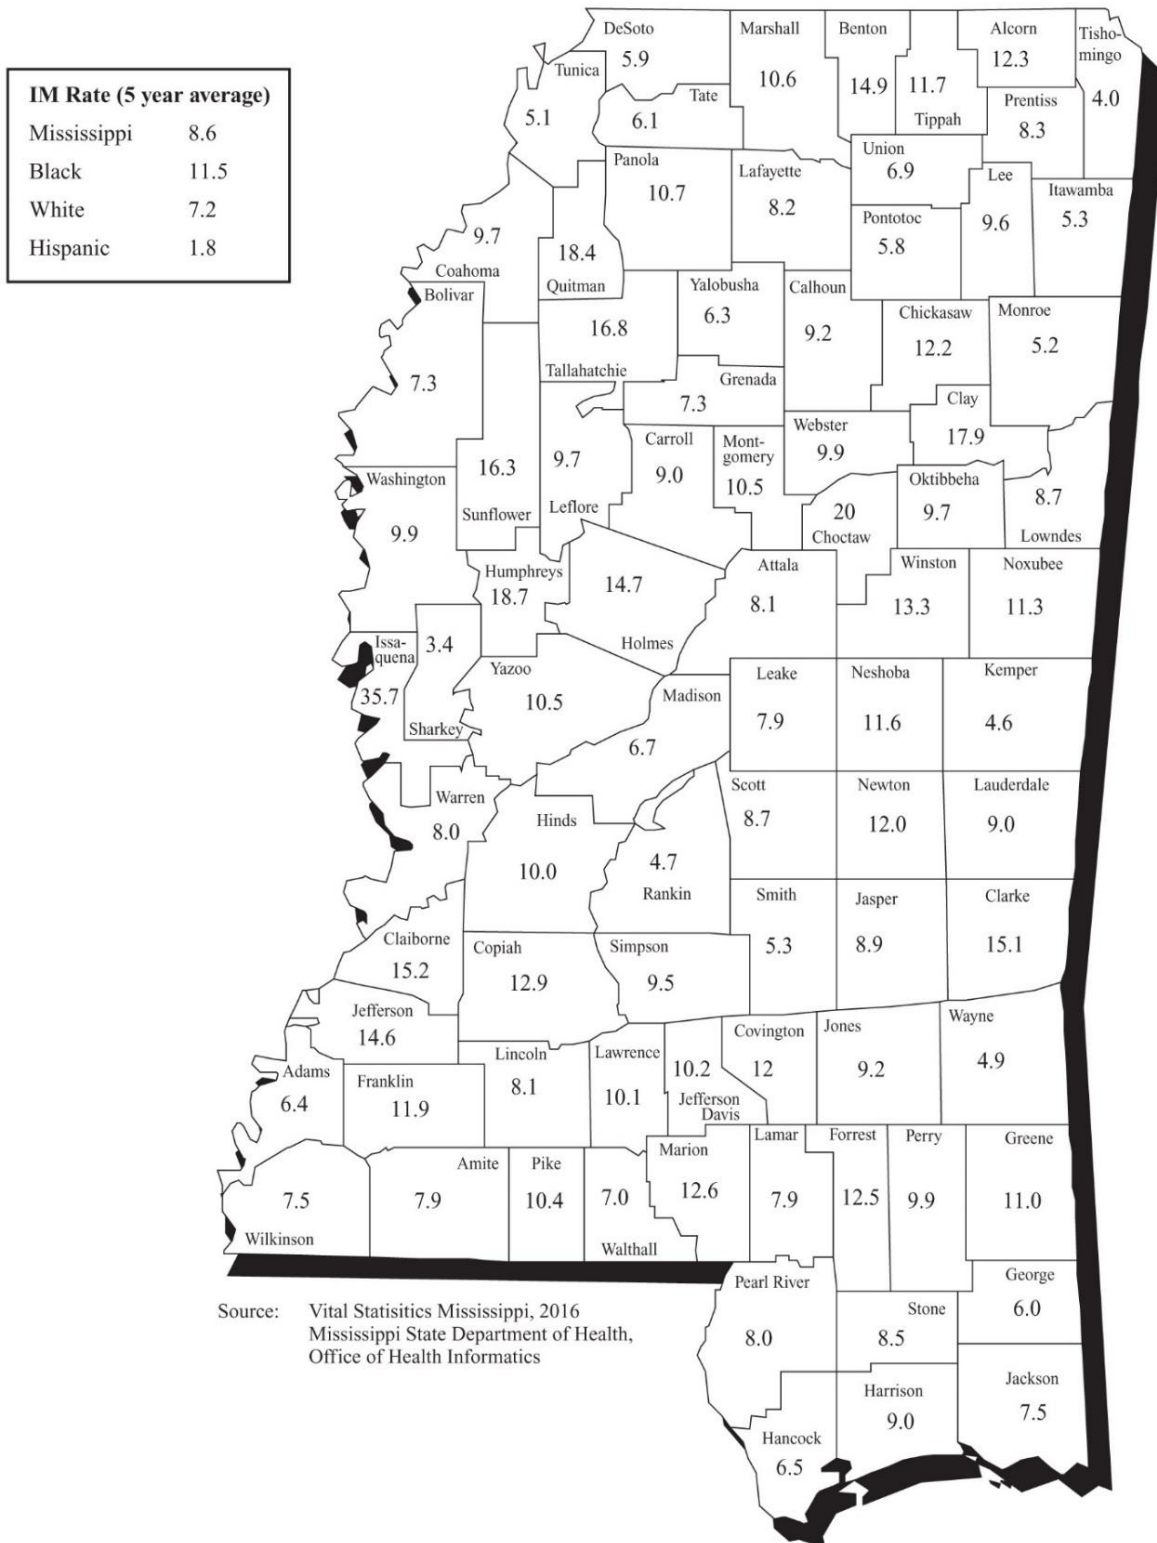 IM Rate (5 year average)
Mississippi 8.6
Black 11.5
White 7.2
Hispanic 1.8
DeSoto
5.9
Marshall
10.6
Benton
14.9
Tippah
11.7
Alcorn
12.3
Tisho-
mingo
4.0
Tunica
5.1
Tate
6.1
Prentiss
8.3
Panola
10.7
Lafayette
8.2
Union
6.9
Lee
9.6
Itawamba
5.3
Pontotoc
5.8
9.7
Coahoma
18.4
Quitman
Bolivar
7.3
16.8
Tallahatchie
Yalobusha
6.3
Calhoun
9.2
Chickasaw
12.2
Monroe
5.2
Grenada
7.3
Clay
17.9
16.3
Sunflower
9.7
Leflore
Carroll
9.0
Mont-
gomery
10.5
Webster
9.9
Washington
9.9
20
Choctaw
Oktibbeha
9.7
8.7
Lowndes
Humphreys
18.7
14.7
Holmes
Attala
8.1
Winston
13.3
Noxubee
11.3
Issa-
quena
35.7
3.4
Sharkey
Yazoo
10.5
Madison
6.7
Leake
7.9
Neshoba
11.6
Kemper
4.6
Warren
8.0
Hinds
10.0
4.7
Rankin
Scott
8.7
Newton
12.0
Lauderdale
9.0
Claiborne
15.2
Copiah
12.9
Simpson
9.5
Smith
5.3
Jasper
8.9
Clarke
15.1
Jefferson
14.6
Adams
6.4
Franklin
11.9
Lincoln
8.1
Lawrence
10.1
10.2
Jefferson
Davis
Covington
12
Jones
9.2
Wayne
4.9
7.5
Wilkinson
Amite
7.9
Pike
10.4
7.0
Walthall
Marion
12.6
Lamar
7.9
Forrest
12.5
Perry
9.9
Greene
11.0
Pearl River
8.0
Stone
8.5
George
6.0
Hancock
6.5
Harrison
9.0
Jackson
7.5
Source: Vital Statisitics Mississippi, 2016
Mississippi State Department of Health,
Office of Health Informatics